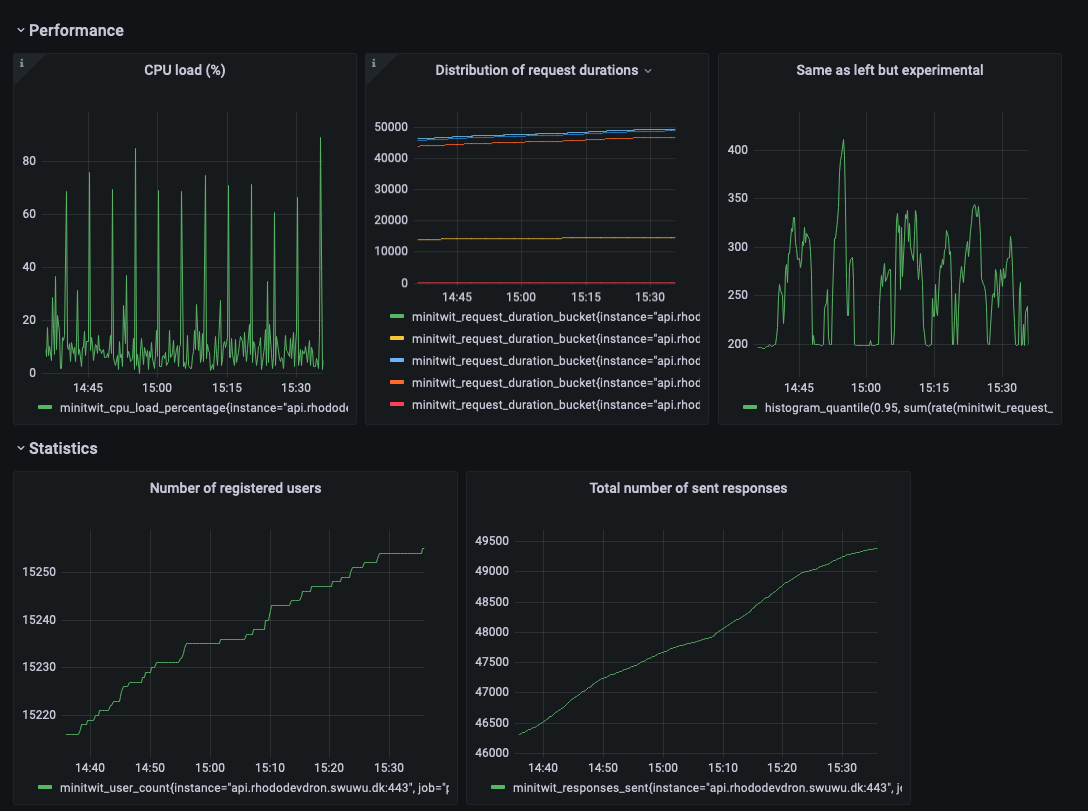 Performance
i
CPU load (%)
80
60
40
20
0
14:45 15:00 15:15 15:30
minitwit_cpu_load_percentage{instance="api.rhodode
i
Distribution of request durations
50000
40000
30000
20000
10000
0
14:45 15:00 15:15 15:30
minitwit_request_duration_bucket{instance="api.rhod
minitwit_request_duration_bucket{instance="api.rhod
minitwit_request_duration_bucket{instance="api.rhod
minitwit_request_duration_bucket{instance="api.rhod
minitwit_request_duration_bucket{instance="api.rhod
Same as left but experimental
400
350
300
250
200
14:45 15:00 15:15 15:30
histogram_quantile(0.95, sum(rate(minitwit_request_
Statistics
Number of registered users
15250
15240
15230
15220
14:40 14:50 15:00 15:10 15:20 15:30
minitwit_user_count{instance="api.rhododevdron.swuwu.dk:443", job="p
Total number of sent responses
49500
49000
48500
48000
47500
47000
46500
46000
14:40 14:50 15:00 15:10 15:20 15:30
minitwit_responses_sent{instance="api.rhododevdron.swuwu.dk:443", j